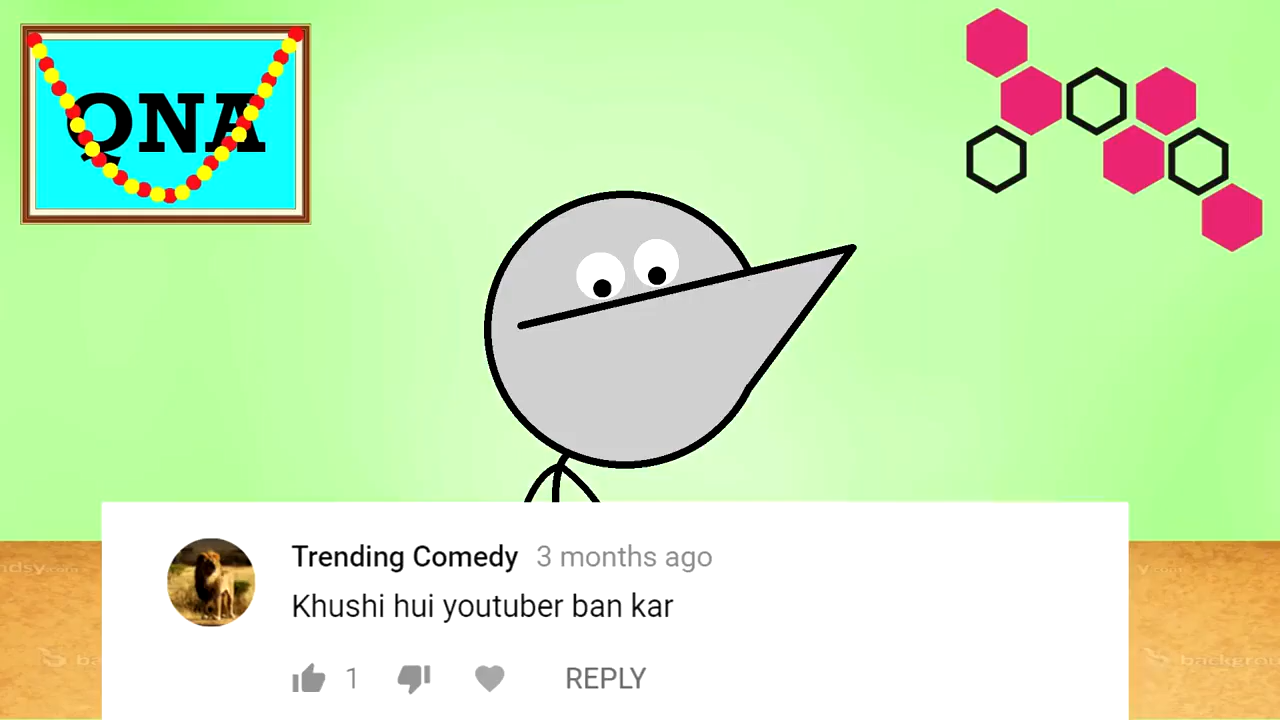 QNA
Trending Comedy 3 months ago
Khushi hui youtuber ban kar
1 REPLY